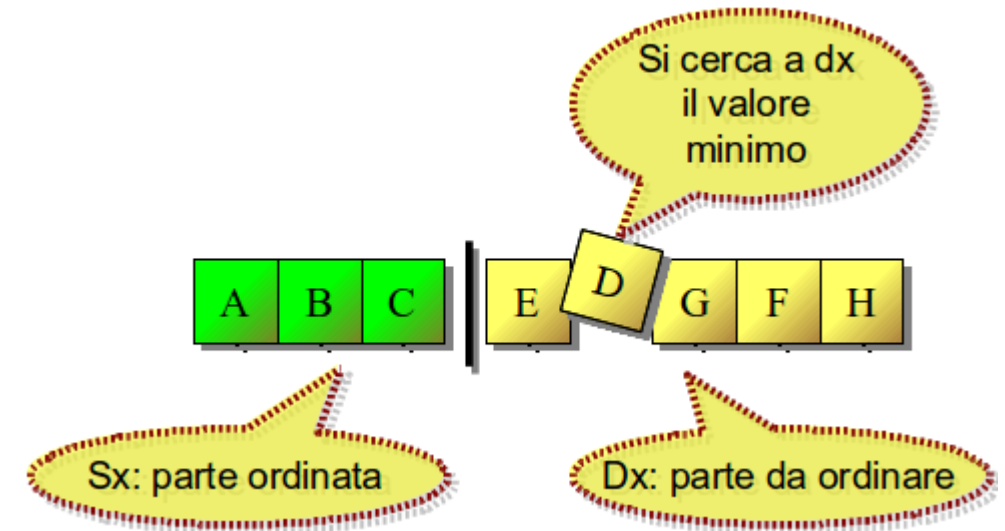 Si cerca a dx
il valore
minimo
A B C E D G F H
Sx: parte ordinata
Dx: parte da ordinare